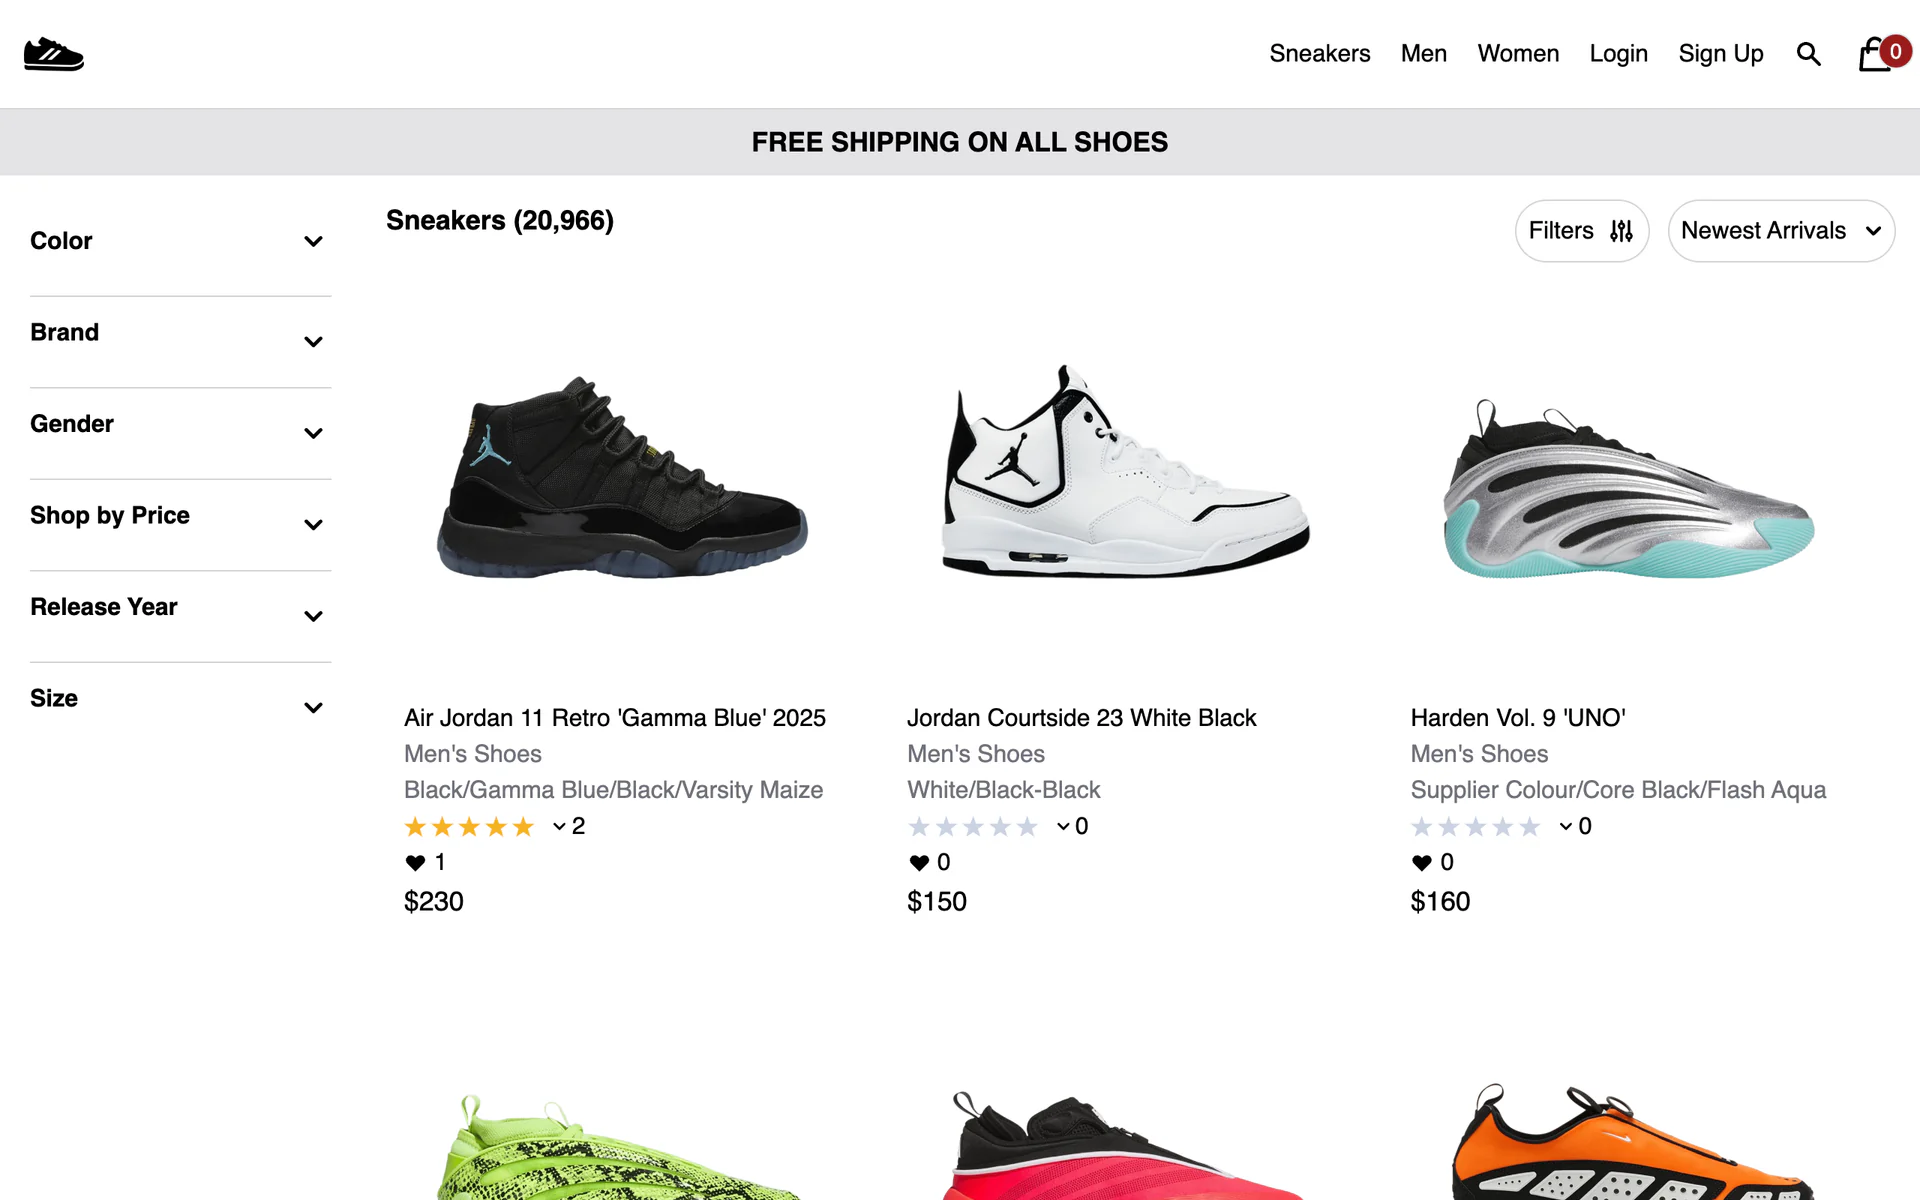 Sneakers Men Women Login Sign Up 0
FREE SHIPPING ON ALL SHOES
Color
Brand
Gender
Shop by Price
Release Year
Size
Sneakers (20,966)
Filters
Newest Arrivals
Air Jordan 11 Retro 'Gamma Blue' 2025
Men's Shoes
Black/Gamma Blue/Black/Varsity Maize
2
1
$230
Jordan Courtside 23 White Black
Men's Shoes
White/Black-Black
0
0
$150
Harden Vol. 9 'UNO'
Men's Shoes
Supplier Colour/Core Black/Flash Aqua
0
0
$160